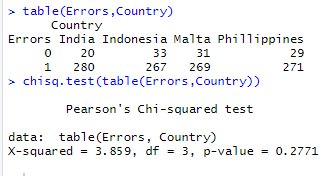 > table(Errors,Country)
Country
Errors India Indonesia Malta Phillippines
0 20 33 31 29
1 280 267 269 271
> chisq.test(table(Errors,Country))
Pearson's Chi-squared test
data: table(Errors, Country)
X-squared = 3.859, df = 3, p-value = 0.2771